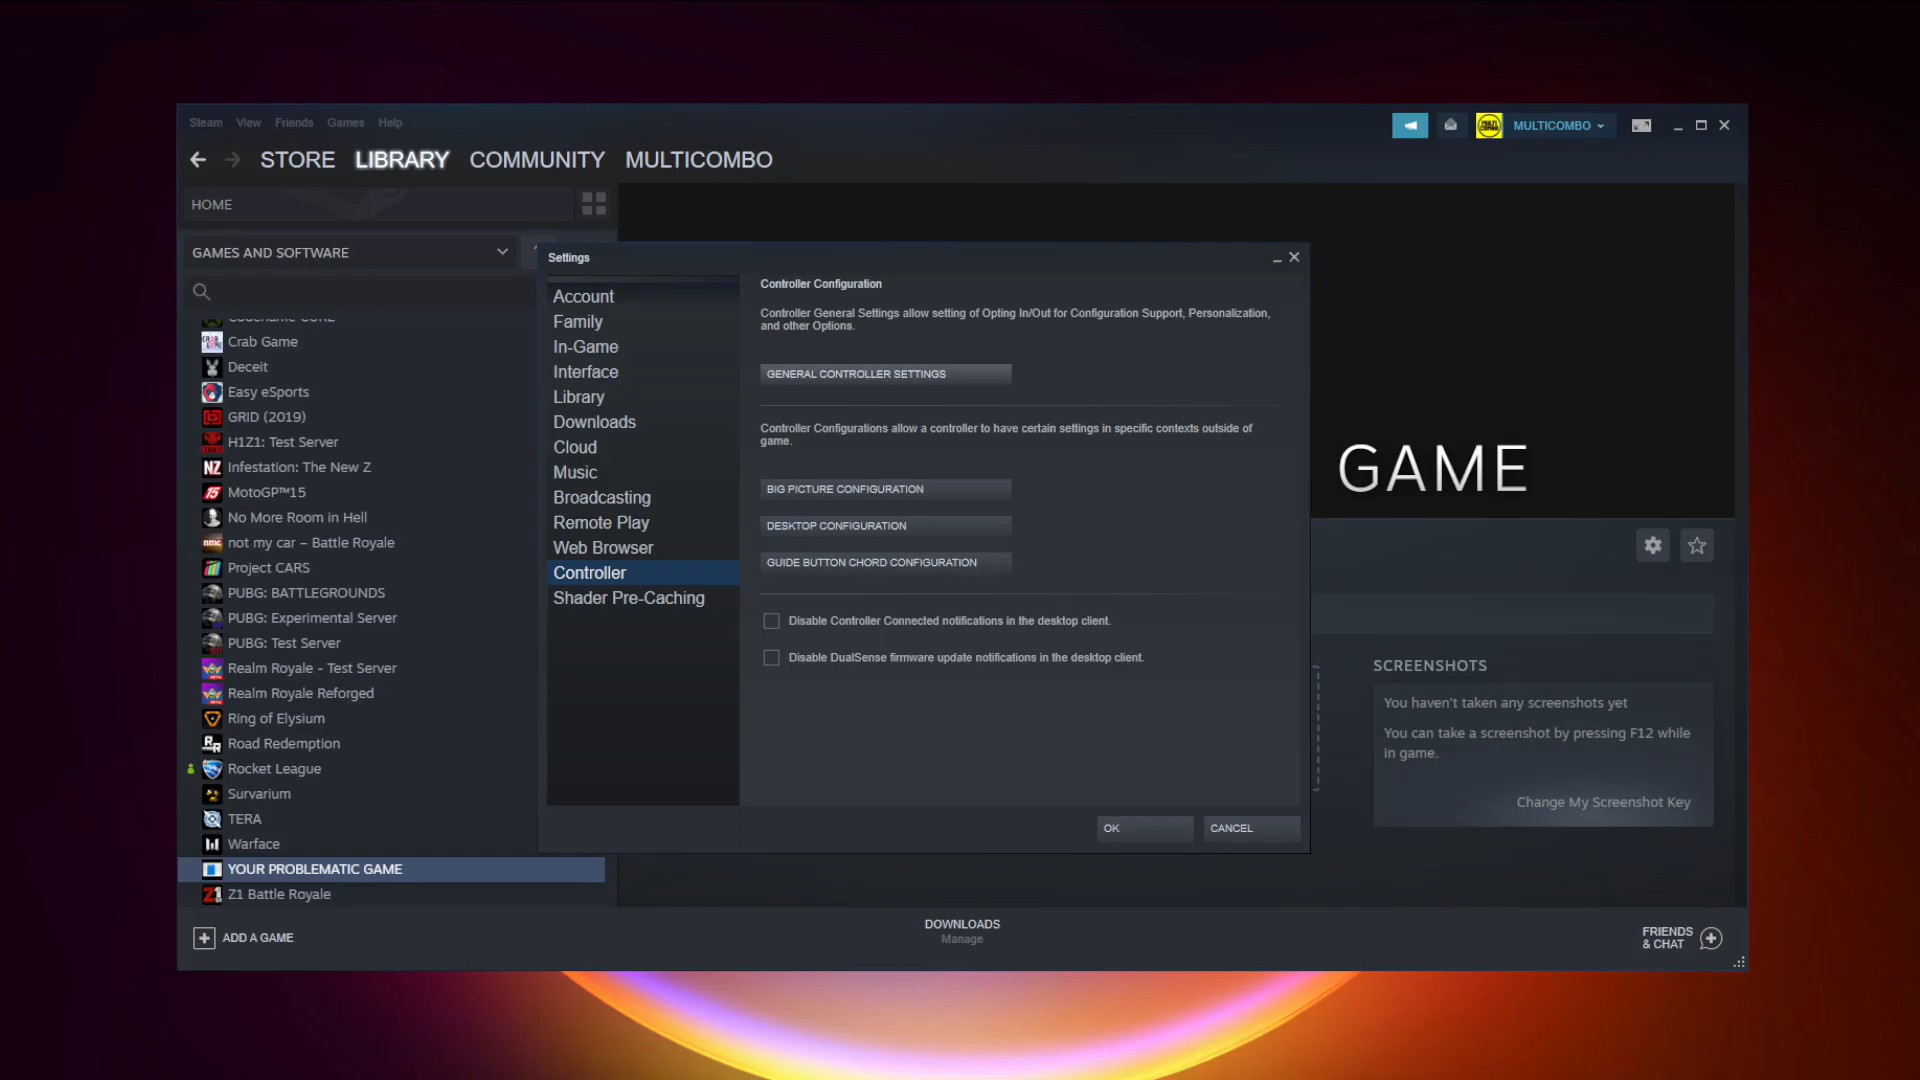 Steam View Friends Games Help
MULTICOMBO
STORE LIBRARY COMMUNITY MULTICOMBO
HOME
GAMES AND SOFTWARE
Crab Game
Deceit
Easy eSports
GRID (2019)
H1Z1: Test Server
Infestation: The New Z
MotoGP™15
No More Room in Hell
not my car – Battle Royale
Project CARS
PUBG: BATTLEGROUNDS
PUBG: Experimental Server
PUBG: Test Server
Realm Royale - Test Server
Realm Royale Reforged
Ring of Elysium
Road Redemption
Rocket League
Survarium
TERA
Warface
YOUR PROBLEMATIC GAME
Z1 Battle Royale
ADD A GAME
Settings
Account
Family
In-Game
Interface
Library
Downloads
Cloud
Music
Broadcasting
Remote Play
Web Browser
Controller
Shader Pre-Caching
Controller Configuration
Controller General Settings allow setting of Opting In/Out for Configuration Support, Personalization,
and other Options.
GENERAL CONTROLLER SETTINGS
Controller Configurations allow a controller to have certain settings in specific contexts outside of
game.
BIG PICTURE CONFIGURATION
DESKTOP CONFIGURATION
GUIDE BUTTON CHORD CONFIGURATION
Disable Controller Connected notifications in the desktop client.
Disable DualSense firmware update notifications in the desktop client.
OK CANCEL
GAME
SCREENSHOTS
You haven't taken any screenshots yet
You can take a screenshot by pressing F12 while
in game.
Change My Screenshot Key
DOWNLOADS
Manage
FRIENDS
& CHAT